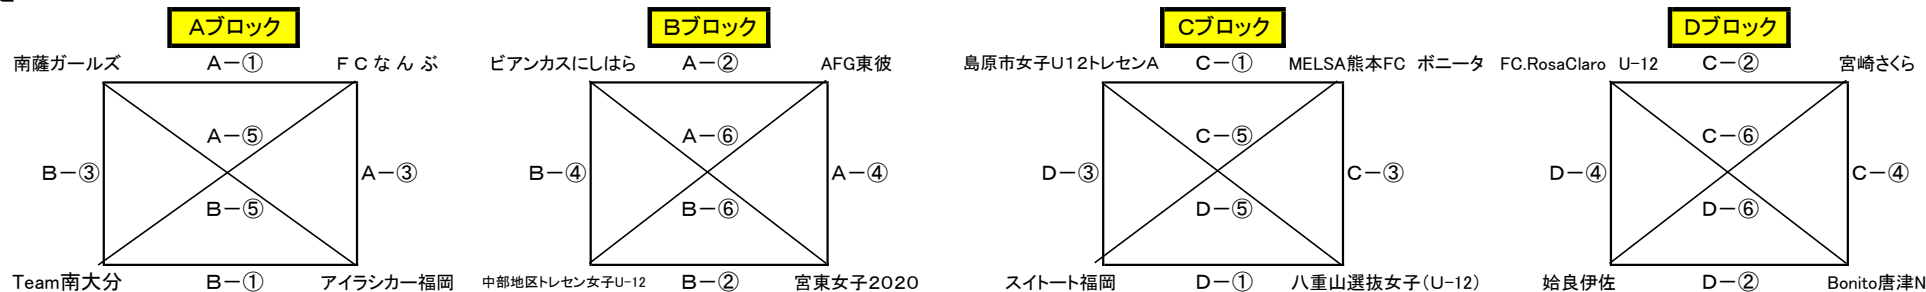 Aブロック Bブロック Cブロック Dブロック
南薩ガールズ A－① ＦＣなんぶ ビアンカスにしはら A－② AFG東彼 島原市女子U12トレセンA C－① MELSA熊本FC ボニータ FC.RosaClaro U-12 C－② 宮崎さくら
A－⑤ A－⑥ C－⑤ C－⑥
B－③ A－③ B－④ A－④ D－③ C－③ D－④ C－④
B－⑤ B－⑥ D－⑤ D－⑥
Team南大分 B－① アイラシカー福岡 中部地区トレセン女子U-12 B－② 宮東女子2020 スイトート福岡 D－① 八重山選抜女子（U-12） 姶良伊佐 D－② Bonito唐津N